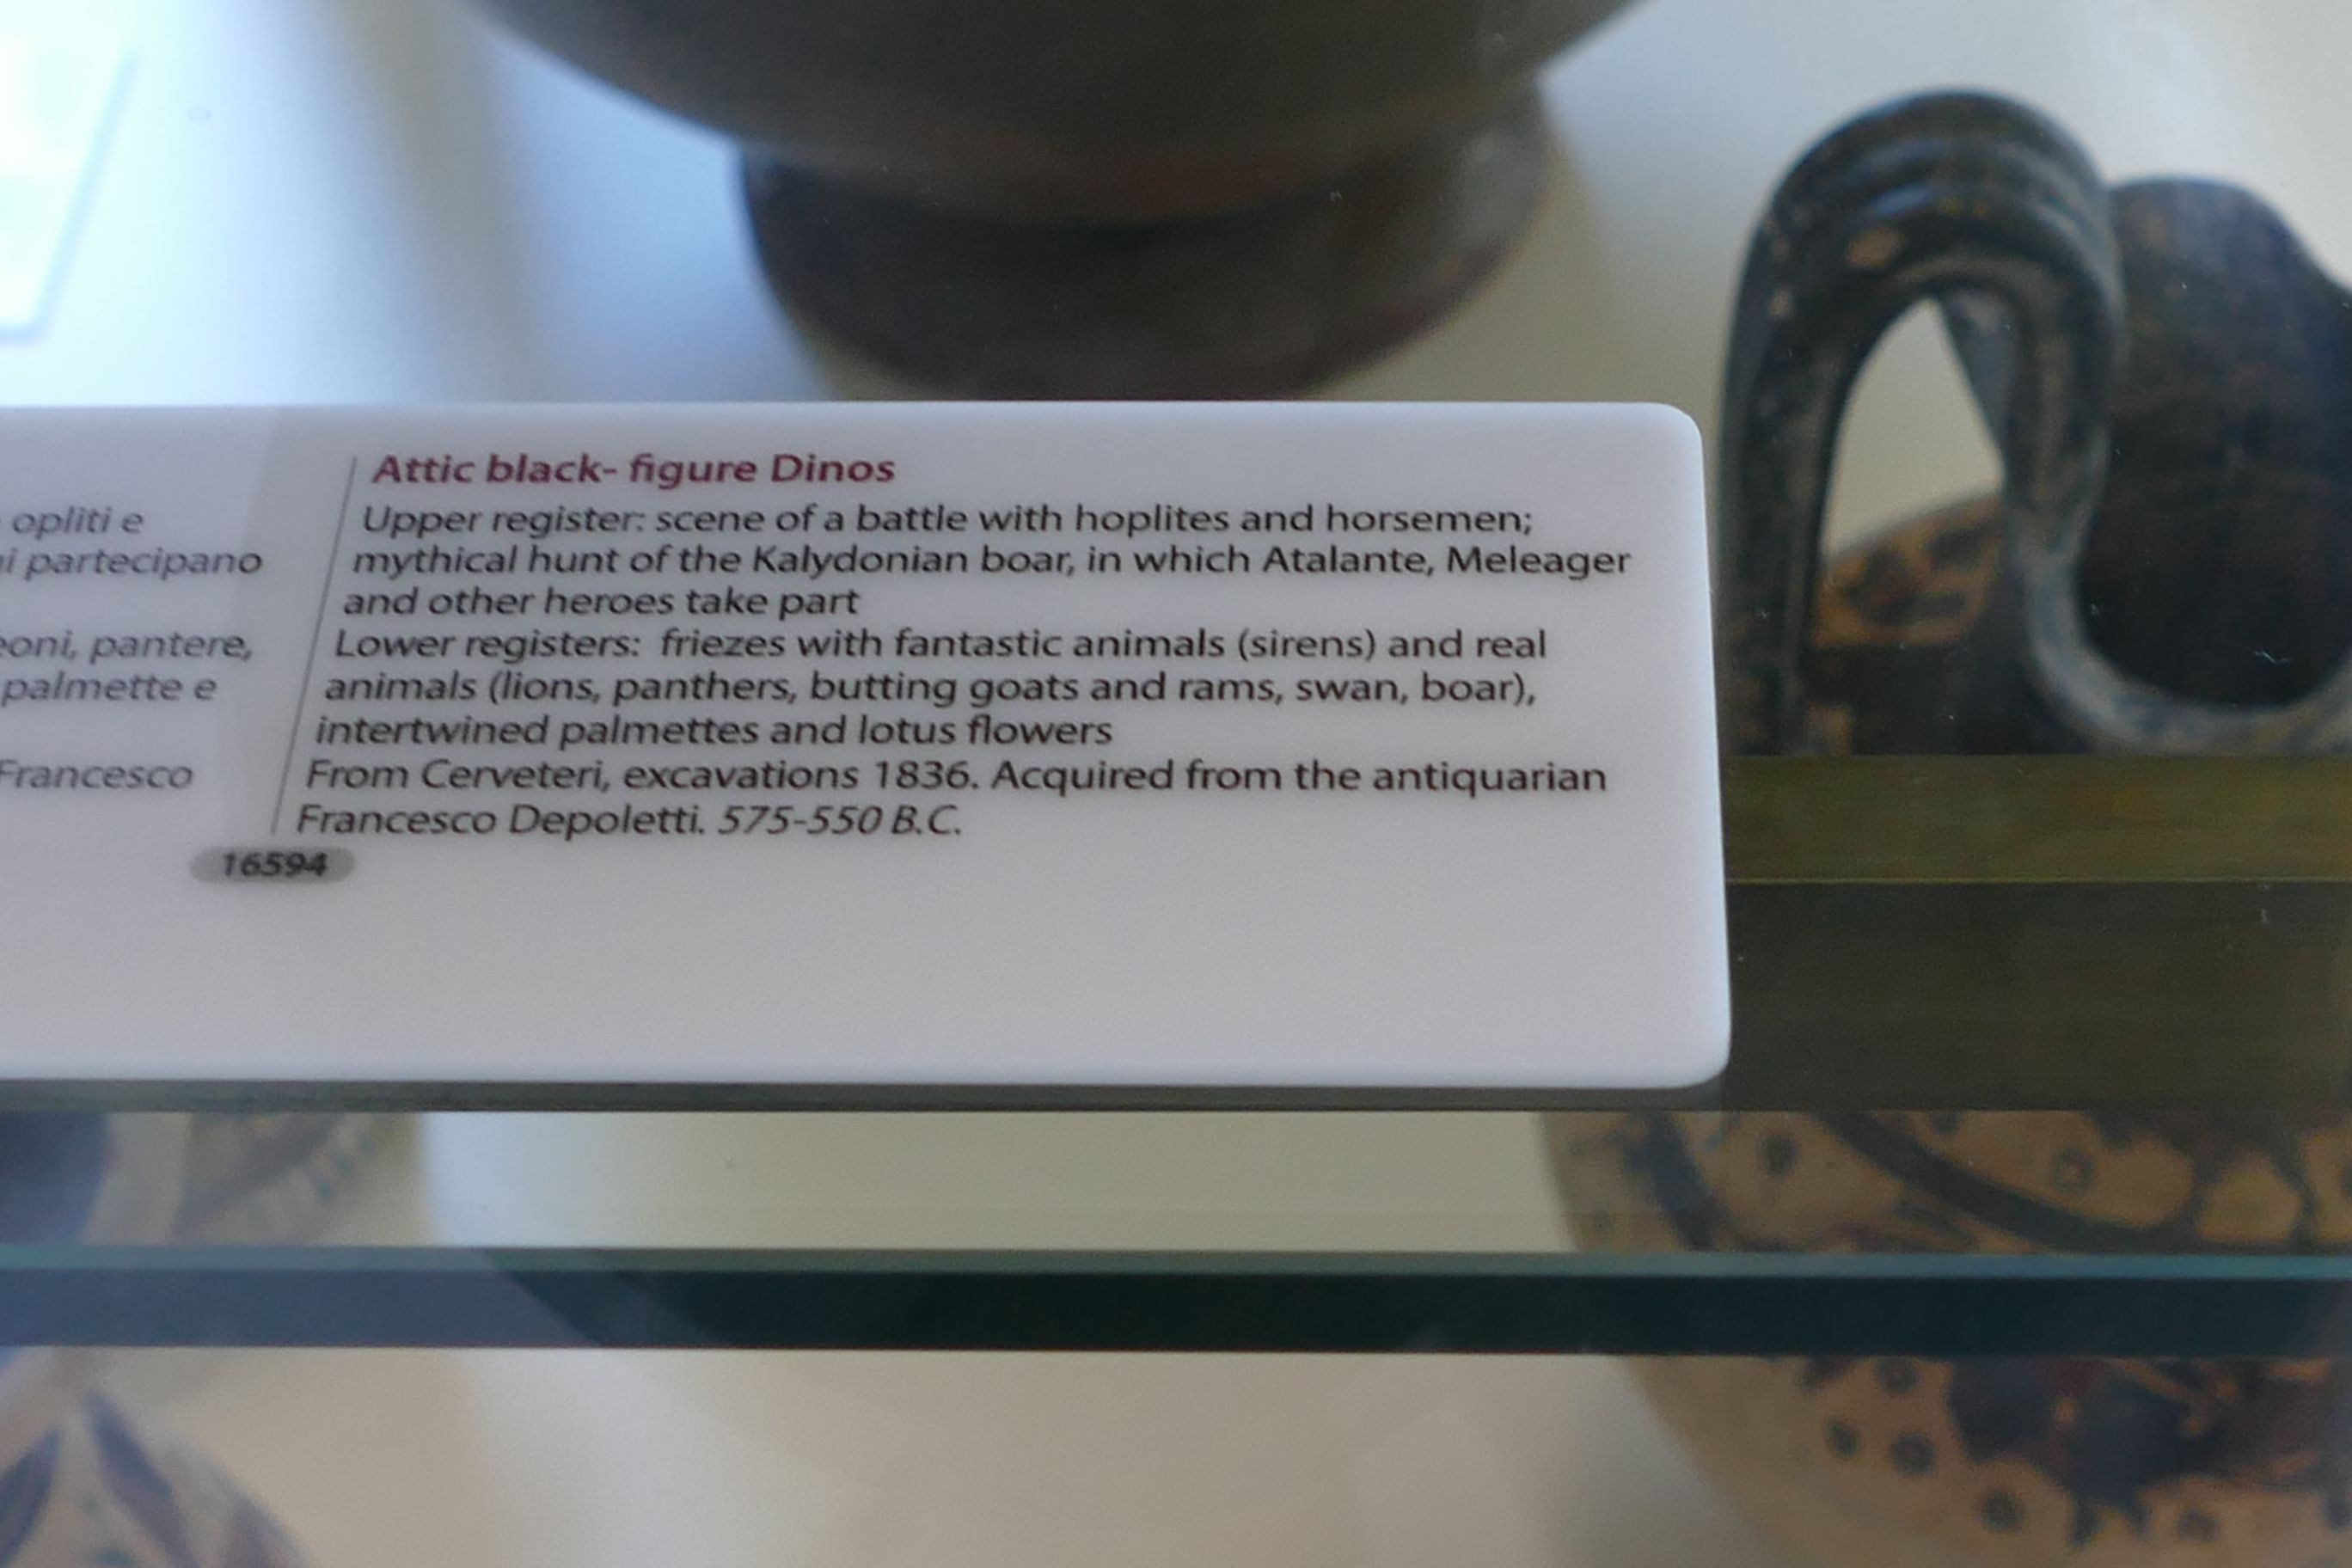 opliti e
partecipano
pantere,
palmette e
Francesco
Attic black- figure Dinos
Upper register: scene of a battle with hoplites and horsemen;
mythical hunt of the Kalydonian boar, in which Atalante, Meleager
and other heroes take part
Lower registers: friezes with fantastic animals (sirens) and real
animals (lions, panthers, butting goats and rams, swan, boar),
intertwined palmettes and lotus flowers
From Cerveteri, excavations 1836. Acquired from the antiquarian
Francesco Depoletti. 575-550 B.C.
16594